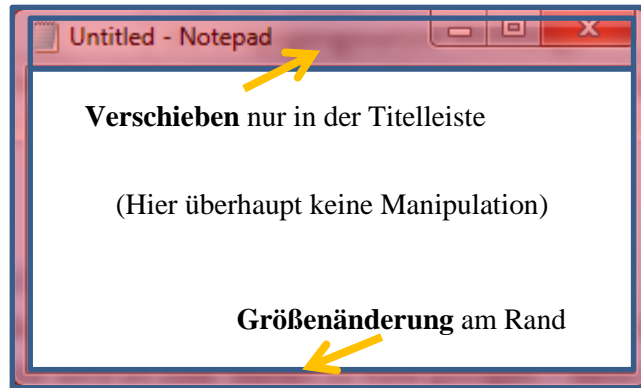 Untitled - Notepad
Verschieben nur in der Titelleiste
(Hier überhaupt keine Manipulation)
Größenänderung am Rand